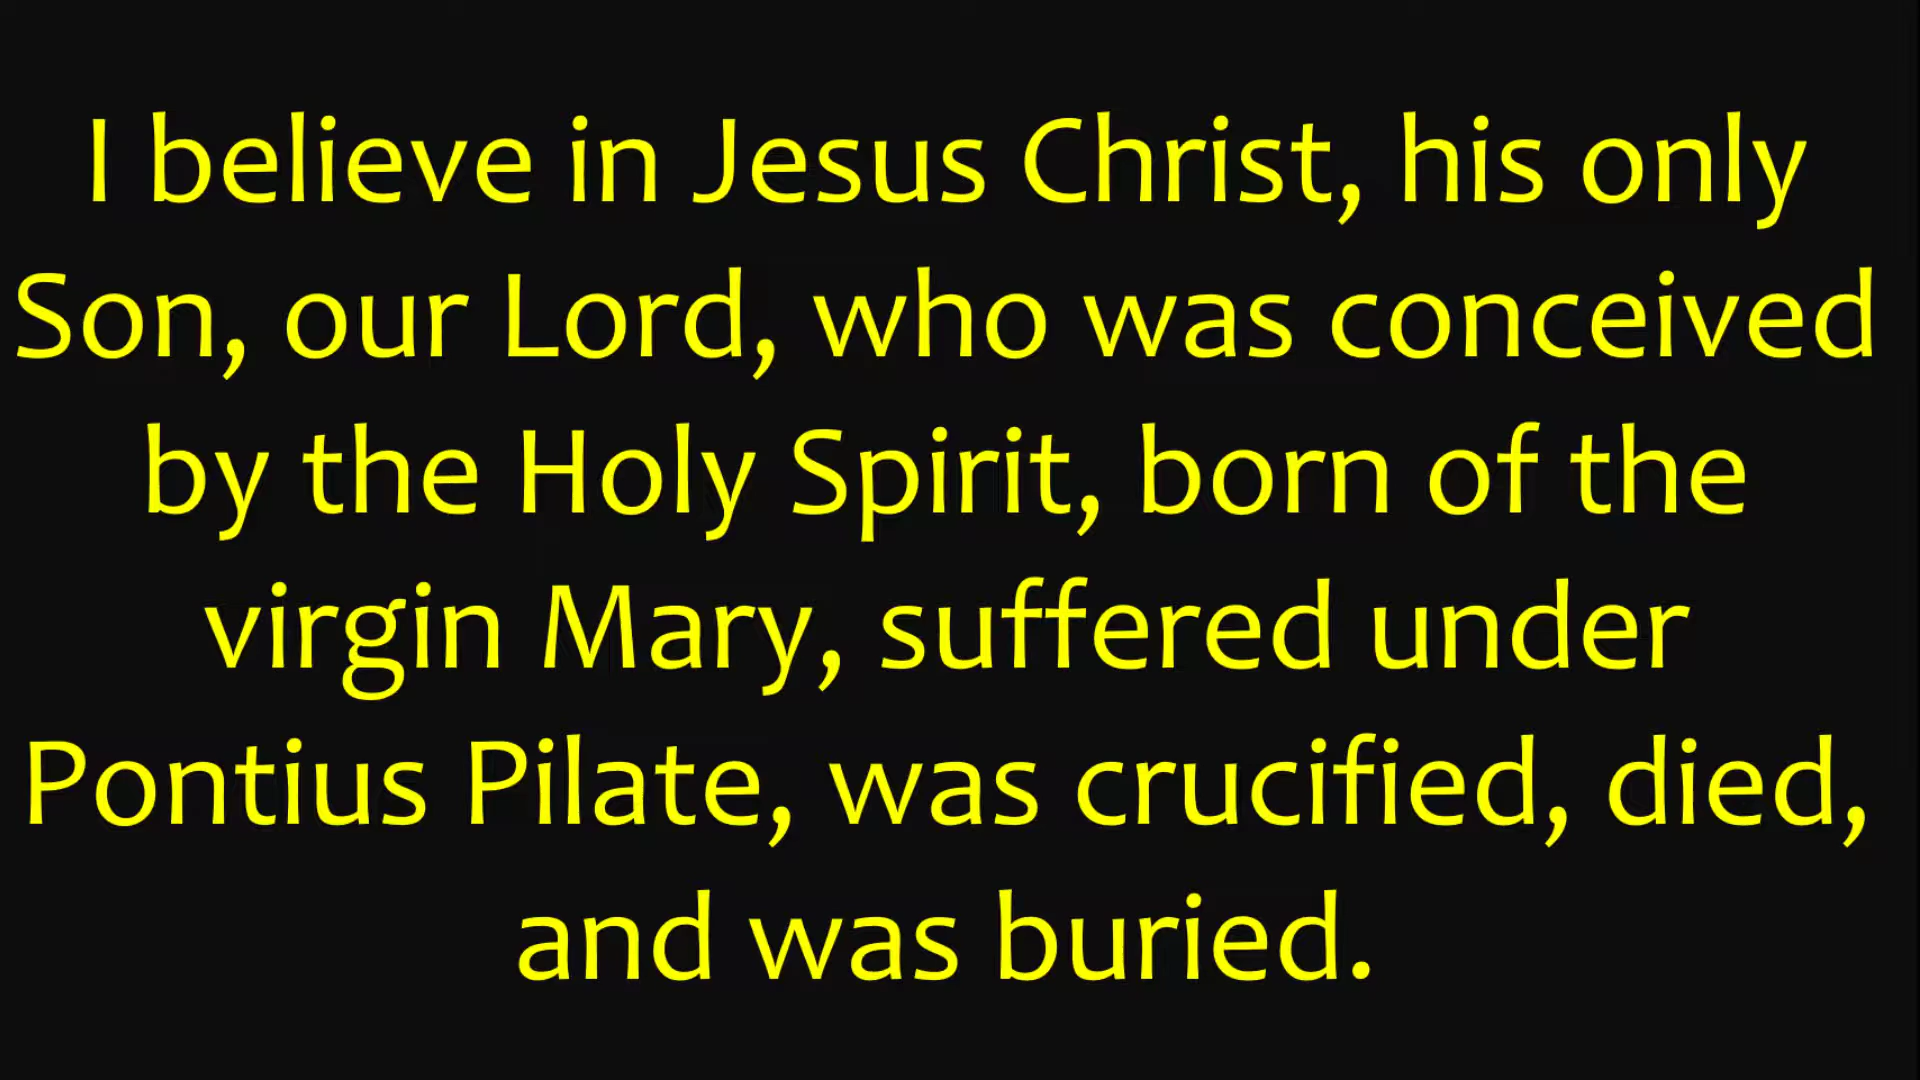 I believe in Jesus Christ, his only
Son, our Lord, who was conceived
by the Holy Spirit, born of the
virgin Mary, suffered under
Pontius Pilate, was crucified, died,
and was buried.